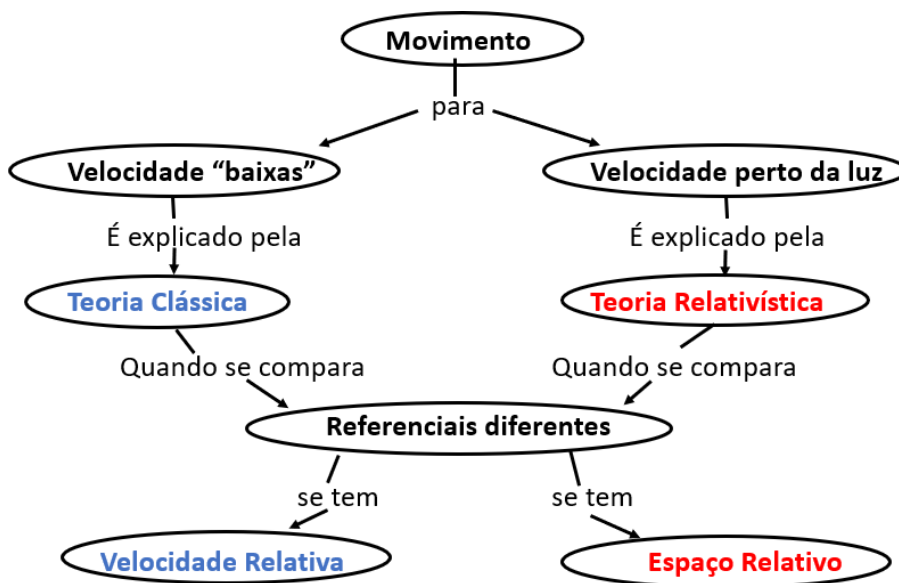 Movimento
para
Velocidade “baixas”
Velocidade perto da luz
É explicado pela
É explicado pela
Teoria Clássica
Teoria Relativística
Quando se compara
Quando se compara
Referenciais diferentes
se tem
se tem
Velocidade Relativa
Espaço Relativo